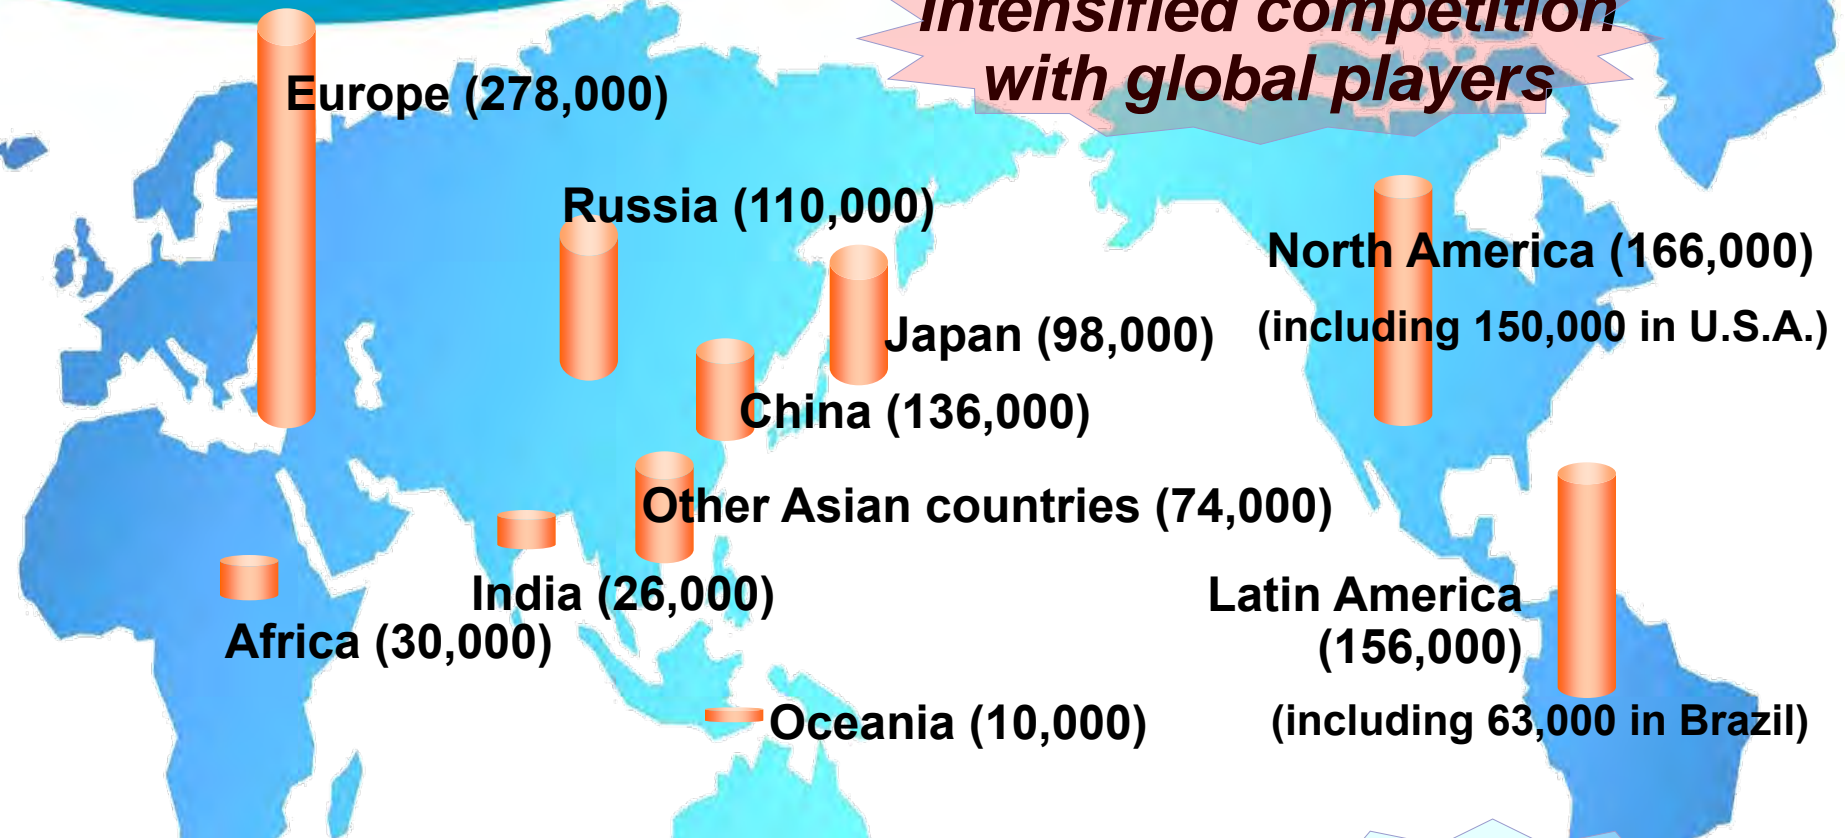 Intensified competition
with global players
Europe (278,000)
Russia (110,000)
North America (166,000)
(including 150,000 in U.S.A.)
Japan (98,000)
China (136,000)
Other Asian countries (74,000)
India (26,000)
Africa (30,000)
Latin America
(156,000)
(including 63,000 in Brazil)
Oceania (10,000)